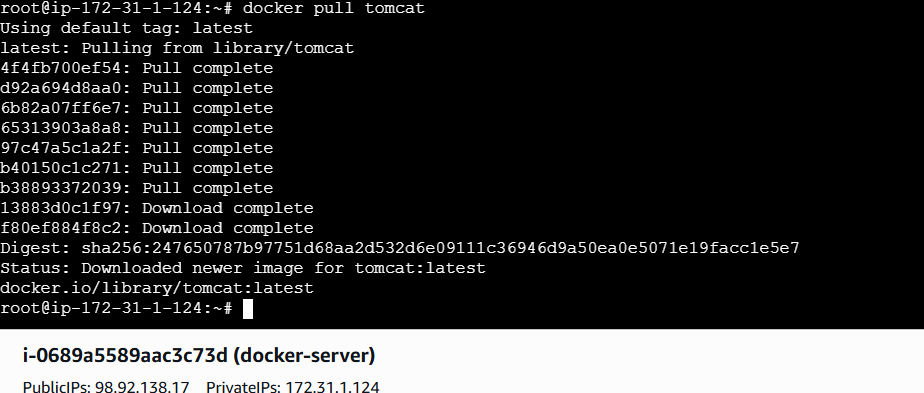 root@ip-172-31-1-124:~# docker pull tomcat
Using default tag: latest
latest: Pulling from library/tomcat
4f4fb700ef54: Pull complete
d92a694d8aa0: Pull complete
6b82a07ff6e7: Pull complete
65313903a8a8: Pull complete
97c47a5c1a2f: Pull complete
b40150c1c271: Pull complete
b38893372039: Pull complete
13883d0c1f97: Download complete
f80ef884f8c2: Download complete
Digest: sha256:247650787b97751d68aa2d532d6e09111c36946d9a50ea0e5071e19facc1e5e7
Status: Downloaded newer image for tomcat:latest
docker.io/library/tomcat:latest
root@ip-172-31-1-124:~#
i-0689a5589aac3c73d (docker-server)
PublicIPs: 98.92.138.17 PrivateIPs: 172.31.1.124